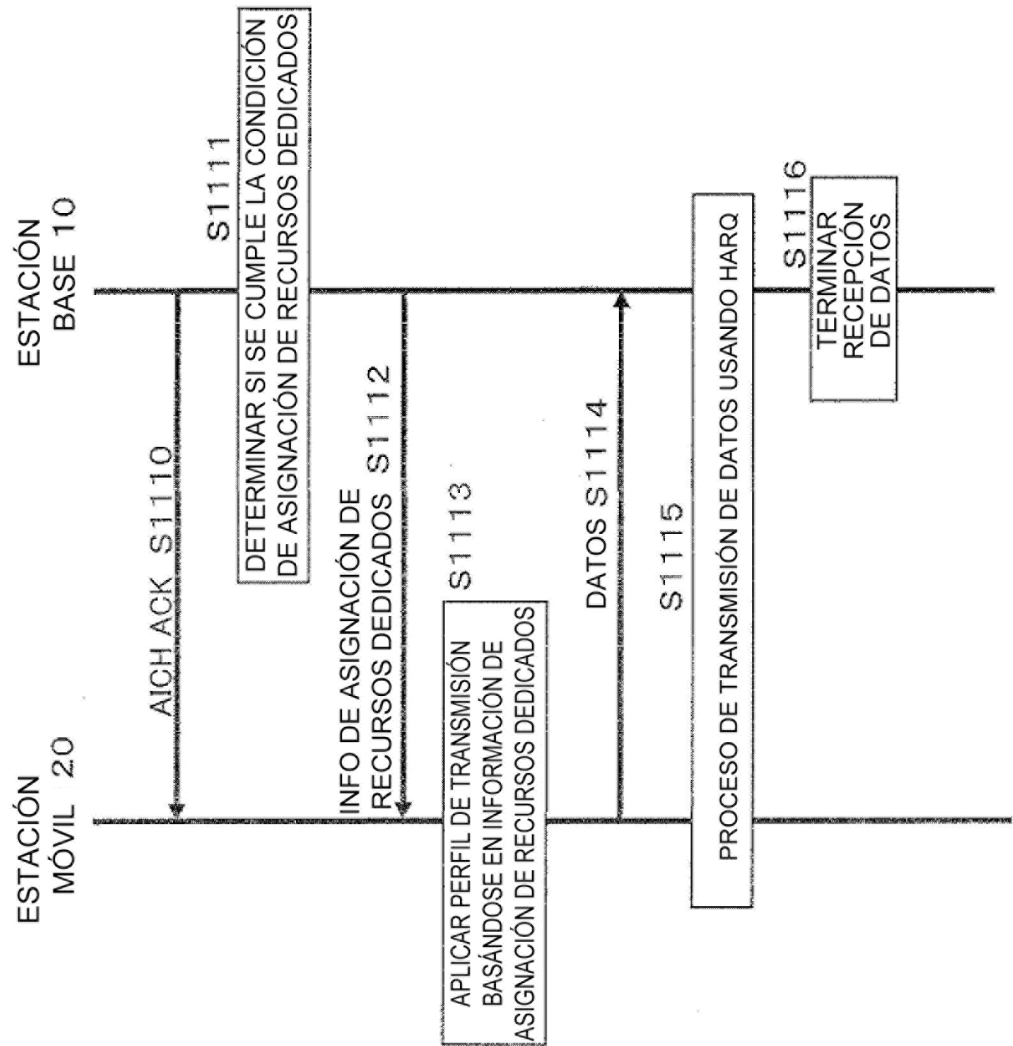 ESTACIÓN
MÓVIL 20
ESTACIÓN
BASE 10
AICH ACK S1110
S1111
DETERMINAR SI SE CUMPLE LA CONDICIÓN
DE ASIGNACIÓN DE RECURSOS DEDICADOS
INFO DE ASIGNACIÓN DE
RECURSOS DEDICADOS S1112
S1113
APLICAR PERFIL DE TRANSMISIÓN
BASÁNDOSE EN INFORMACIÓN DE
ASIGNACIÓN DE RECURSOS DEDICADOS
DATOS S1114
S1115
PROCESO DE TRANSMISIÓN DE DATOS USANDO HARQ
S1116
TERMINAR
RECEPCIÓN
DE DATOS